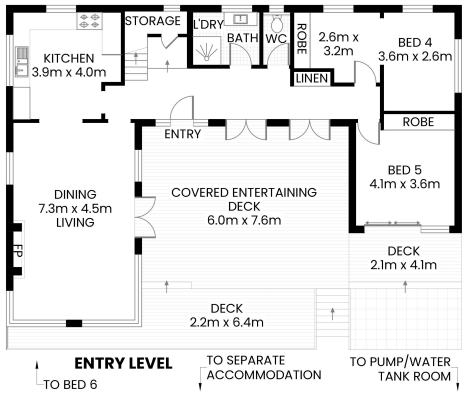 STORAGE
L'DRY
BATH
WC
ROBE
2.6m x
3.2m
BED 4
3.6m x 2.6m
KITCHEN
3.9m x 4.0m
LINEN
ENTRY
ROBE
BED 5
4.1m x 3.6m
DINING
7.3m x 4.5m
LIVING
COVERED ENTERTAINING
DECK
6.0m x 7.6m
FP
DECK
2.1m x 4.1m
DECK
2.2m x 6.4m
ENTRY LEVEL
TO BED 6
TO SEPARATE
ACCOMMODATION
TO PUMP/WATER
TANK ROOM